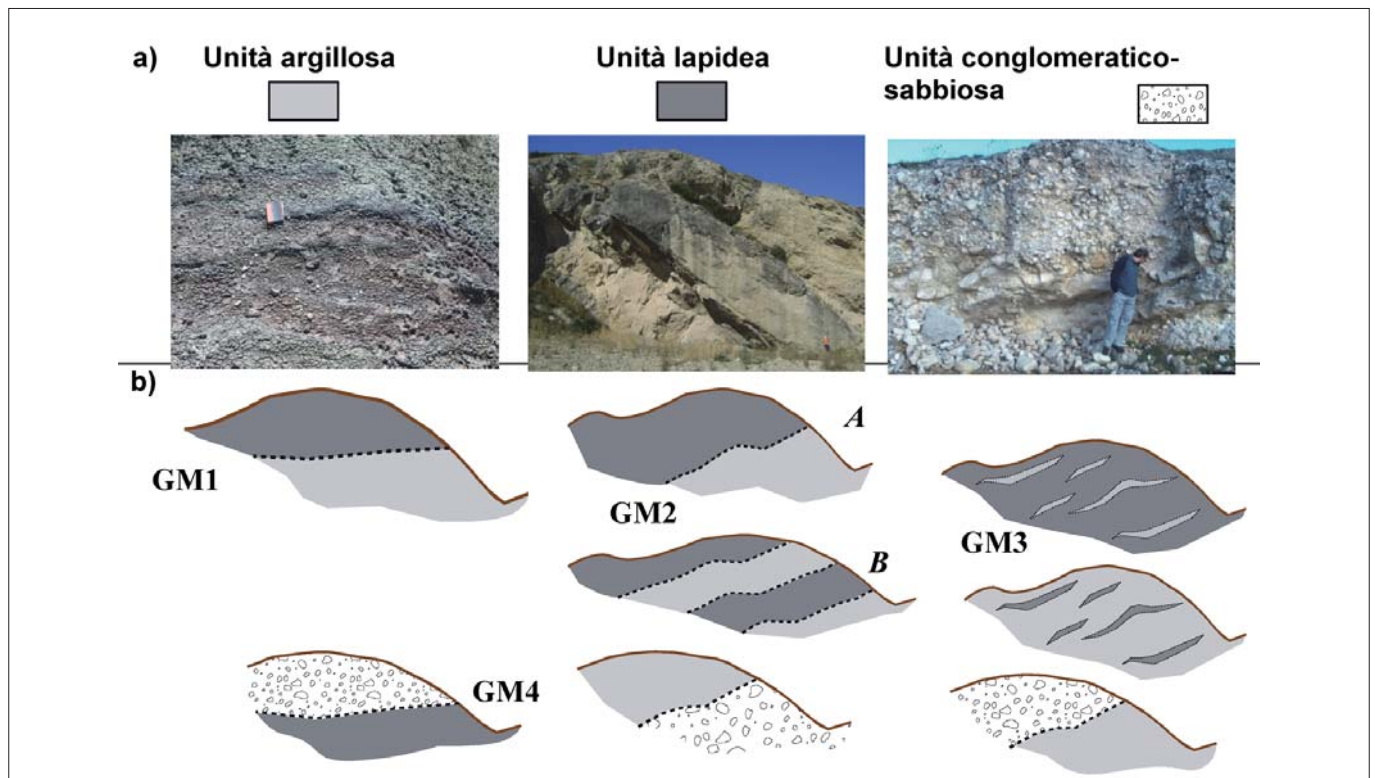 a)
Unità argillosa
Unità lapidea
Unità conglomeratico-
sabbiosa
b)
GM1
A
GM2
B
GM3
GM4